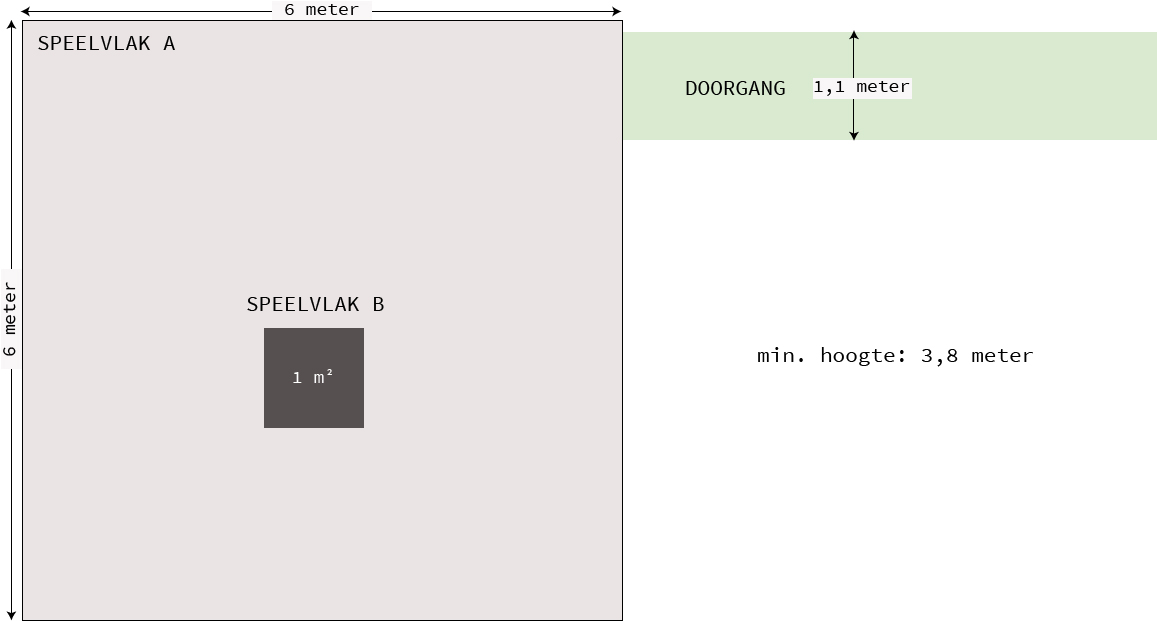 6 meter
SPEELVLAK A
DOORGANG
1,1 meter
6 meter
SPEELVLAK B
1 m²
min. hoogte: 3,8 meter